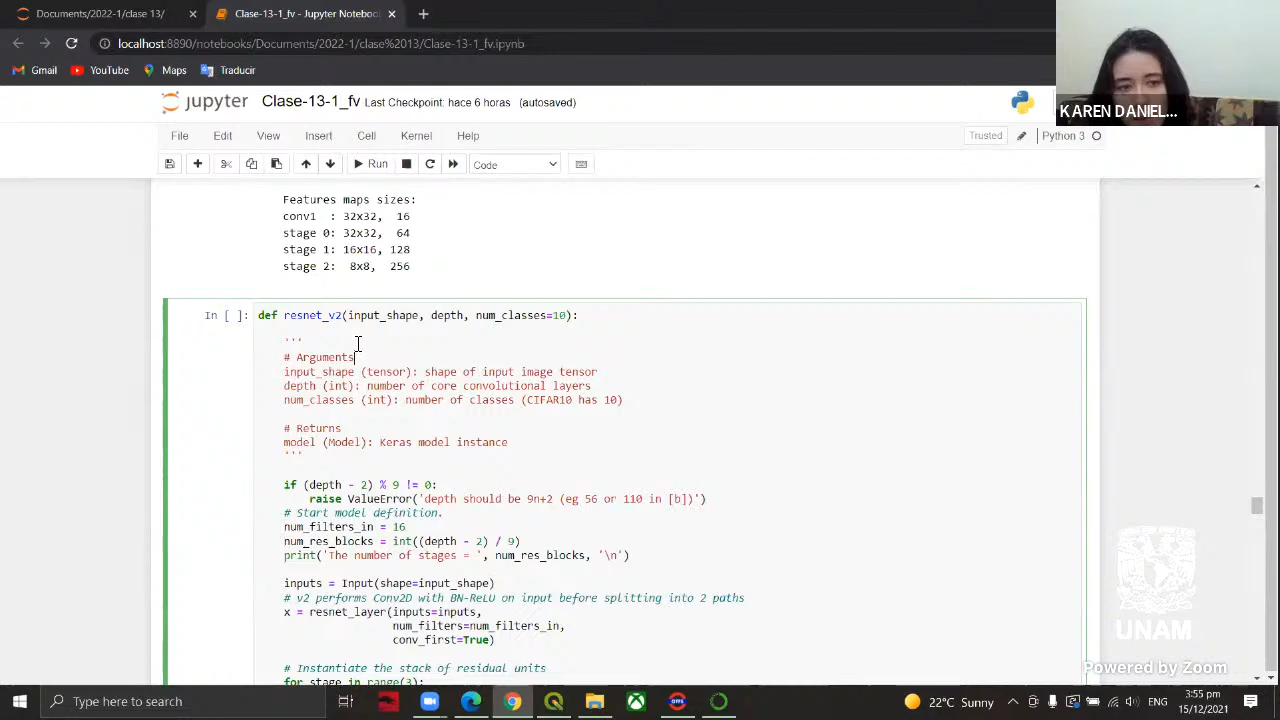 Documents/2022-1/clase 13/
Clase-13-1_fv - Jupyter Notebook
localhost:8890/notebooks/Documents/2022-1/clase%2013/Clase-13-1_fv.ipynb
Gmail
YouTube
Maps
Traducir
KAREN DANIEL...
jupyter
Clase-13-1_fv
Last Checkpoint: hace 6 horas
(autosaved)
File
Edit
View
Insert
Cell
Kernel
Help
Trusted
Python 3
Run
Code
Features maps sizes:
conv1  : 32x32,  16
stage 0: 32x32,  64
stage 1: 16x16, 128
stage 2:  8x8,  256
In [ ]:
def resnet_v2(input_shape, depth, num_classes=10):
'''
# Arguments
input_shape (tensor): shape of input image tensor
depth (int): number of core convolutional layers
num_classes (int): number of classes (CIFAR10 has 10)
# Returns
model (Model): Keras model instance
'''
if (depth - 2) % 9 != 0:
raise ValueError('depth should be 9n+2 (eg 56 or 110 in [b])')
# Start model definition.
num_filters_in = 16
num_res_blocks = int((depth - 2) / 9)
print('The number of stages = ', num_res_blocks, '\n')
inputs = Input(shape=input_shape)
# v2 performs Conv2D with BN-ReLU on input before splitting into 2 paths
x = resnet_layer(inputs=inputs,
num_filters=num_filters_in,
conv_first=True)
# Instantiate the stack of residual units
for stage in range(3):
UNAM
Powered by Zoom
Type here to search
22°C Sunny
ENG
3:55 pm
15/12/2021